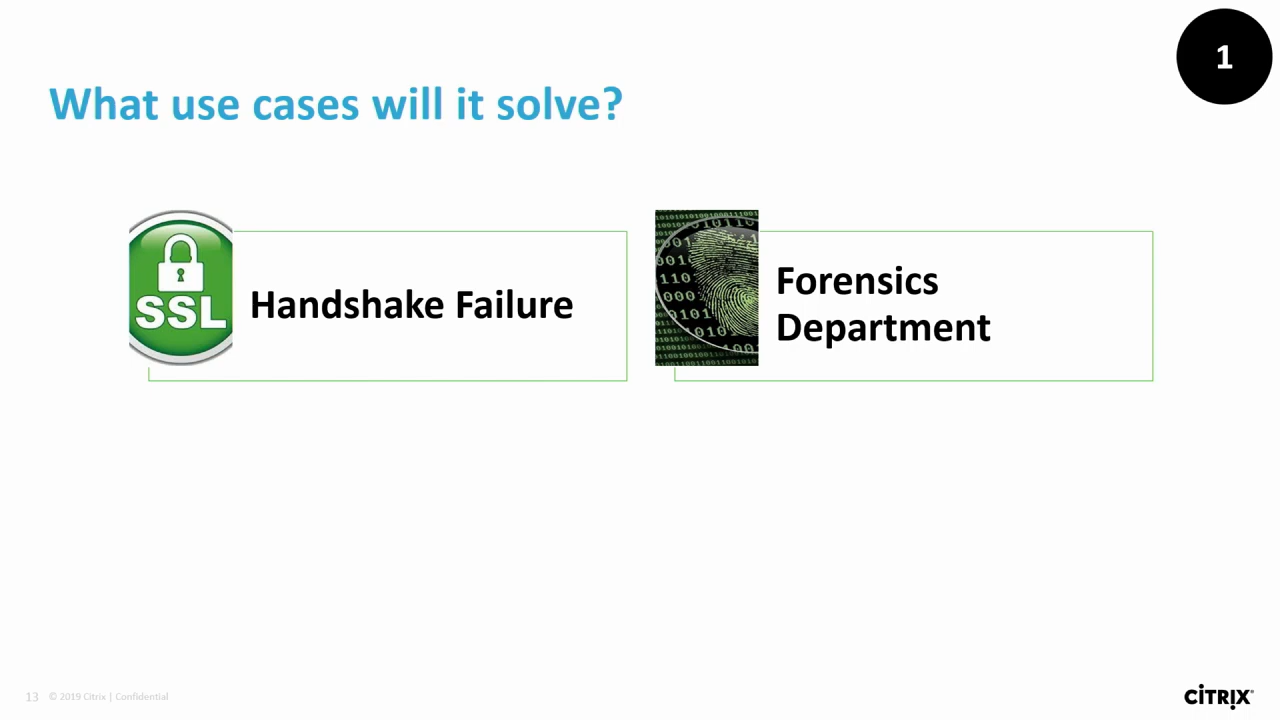 1
What use cases will it solve?
SSL
Handshake Failure
Forensics
Department
13 © 2019 Citrix | Confidential
CITRIX